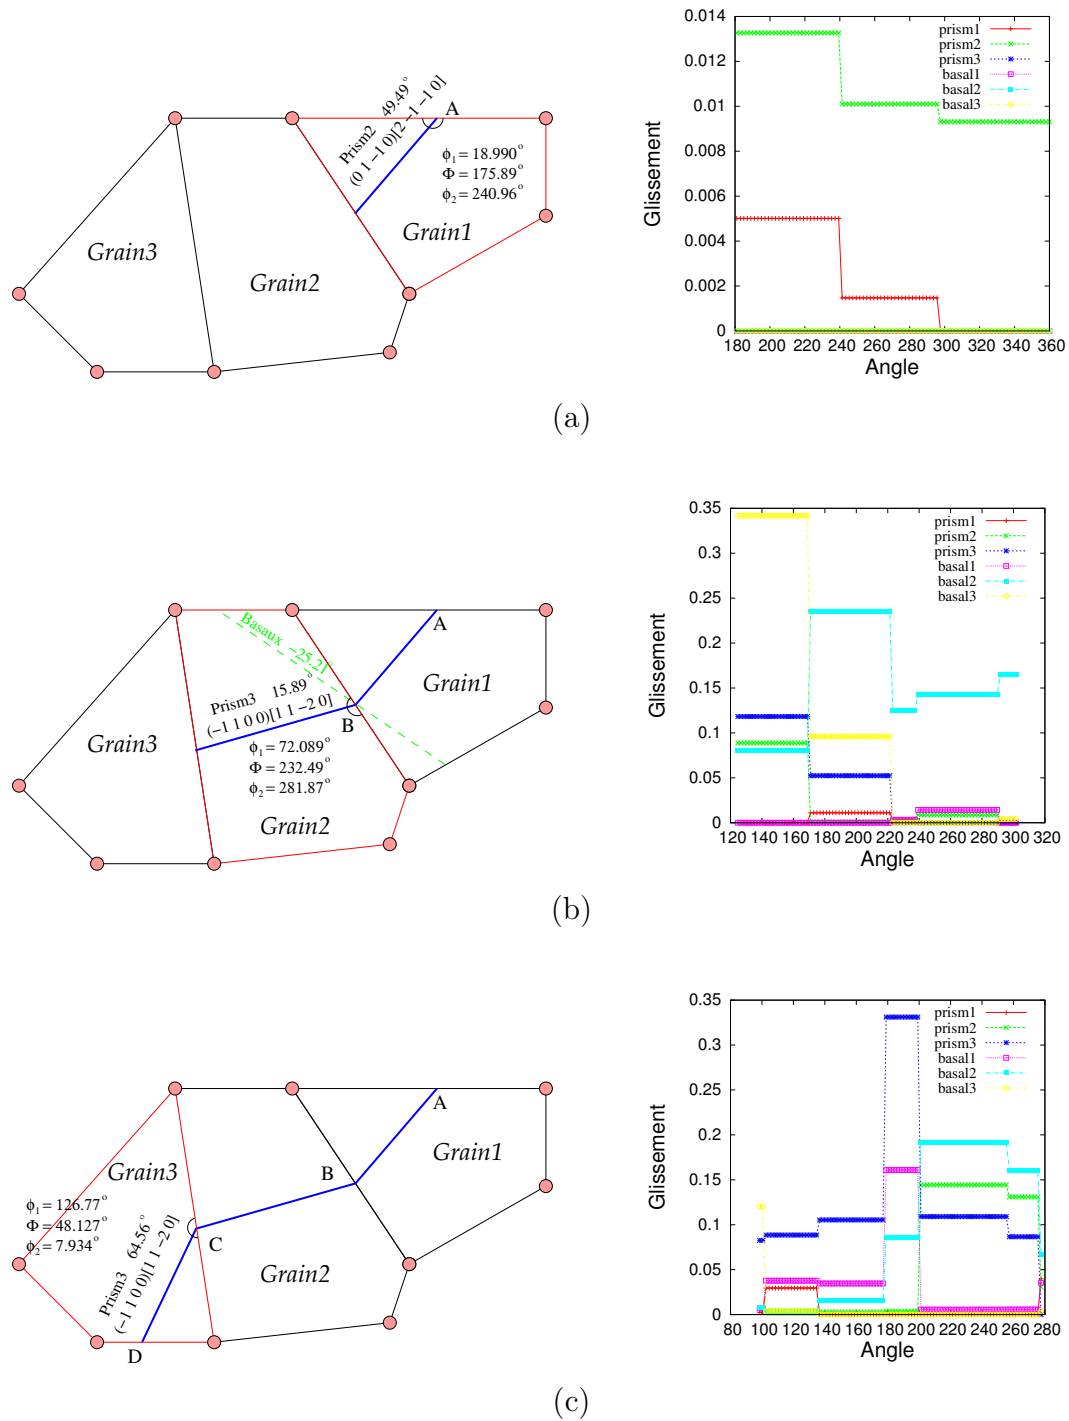 Prism2 49.49°
(0 1 −1 0)[2 −1 −1 0]
A
ϕ1 = 18.990°
Φ = 175.89°
ϕ2 = 240.96°
Grain1
Grain2
Grain3
Glissement
0.014
0.012
0.01
0.008
0.006
0.004
0.002
0
180 200 220 240 260 280 300 320 340 360
Angle
prism1
prism2
prism3
basal1
basal2
basal3
(a)
Basaux −25.21°
A
Grain1
Prism3 15.89°
(−1 1 0 0)[1 1 −2 0]
B
Grain3
ϕ1 = 72.089°
Φ = 232.49°
ϕ2 = 281.87°
Grain2
Glissement
0.35
0.3
0.25
0.2
0.15
0.1
0.05
0
120 140 160 180 200 220 240 260 280 300 320
Angle
prism1
prism2
prism3
basal1
basal2
basal3
(b)
A
Grain1
Grain3
B
ϕ1 = 126.77°
Φ = 48.127°
ϕ2 = 7.934°
Prism3 64.56°
(−1 1 0 0)[1 1 −2 0]
C
Grain2
D
Glissement
0.35
0.3
0.25
0.2
0.15
0.1
0.05
0
80 100 120 140 160 180 200 220 240 260 280
Angle
prism1
prism2
prism3
basal1
basal2
basal3
(c)